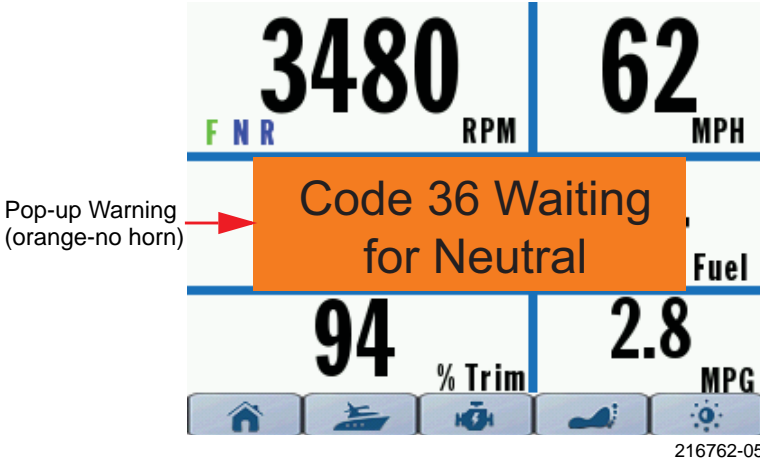 3480
F N R RPM
62
MPH
Pop-up Warning
(orange-no horn)
Code 36 Waiting
for Neutral
Fuel
94
% Trim
2.8
MPG
216762-05